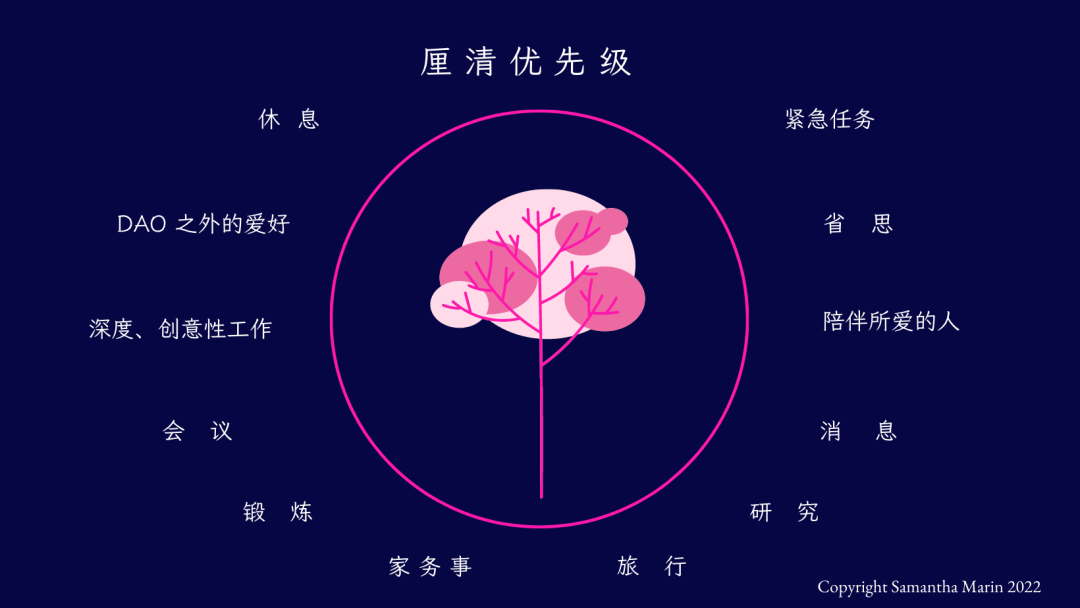 厘清优先级
休息
紧急任务
DAO 之外的爱好
省思
深度、创意性工作
陪伴所爱的人
会议
消息
锻炼
研究
家务事
旅行
Copyright Samantha Marin 2022